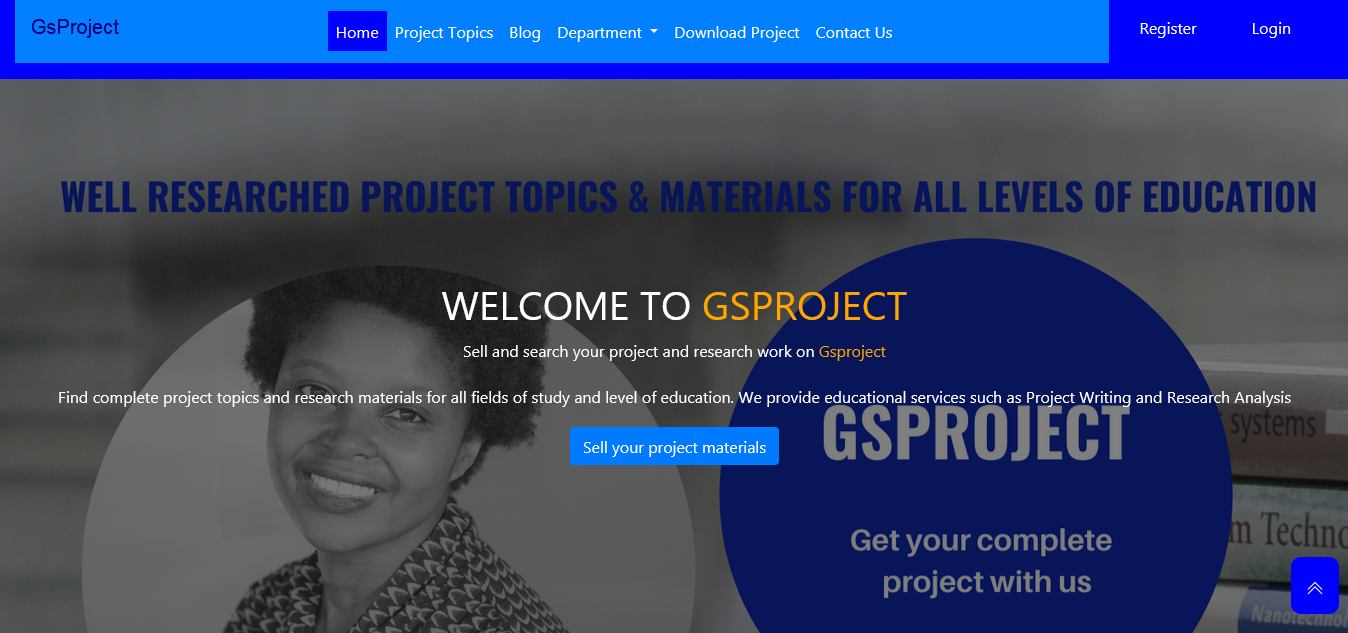 GsProject
Home Project Topics Blog Department Download Project Contact Us
Register Login
WELL RESEARCHED PROJECT TOPICS & MATERIALS FOR ALL LEVELS OF EDUCATION
WELCOME TO GSPROJECT
Sell and search your project and research work on Gsproject
Find complete project topics and research materials for all fields of study and level of education. We provide educational services such as Project Writing and Research Analysis
GSPROJECT
Sell your project materials
Get your complete
project with us
systems